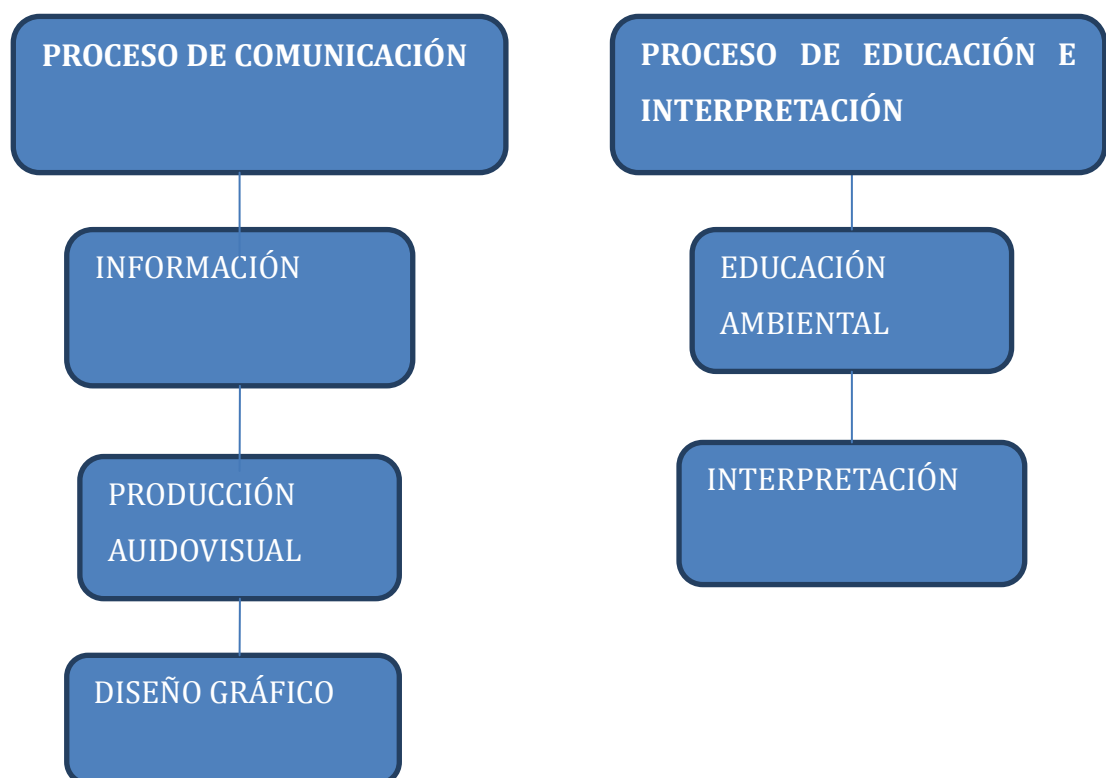 PROCESO DE COMUNICACIÓN
INFORMACIÓN
PRODUCCIÓN
AUIDOVISUAL
DISEÑO GRÁFICO
PROCESO DE EDUCACIÓN E
INTERPRETACIÓN
EDUCACIÓN
AMBIENTAL
INTERPRETACIÓN